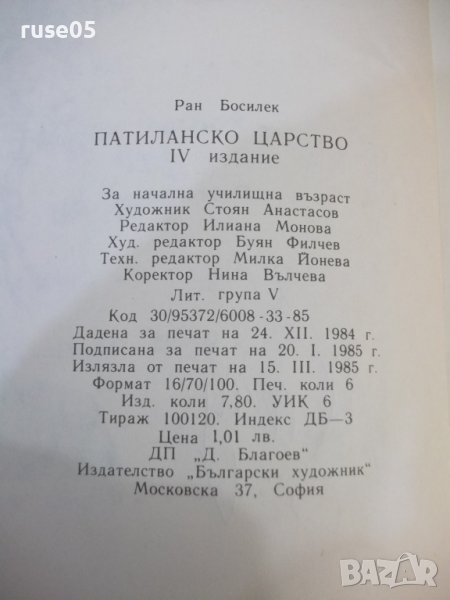 ruse05
Ран Босилек
ПАТИЛАНСКО ЦАРСТВО
IV издание
За начална училищна възраст
Художник Стоян Анастасов
Редактор Илиана Монова
Худ. редактор Буян Филчев
Техн. редактор Милка Йонева
Коректор Нина Вълчева
Лит. група V
Код 30/95372/6008-33-85
Дадена за печат на 24. XII. 1984 г.
Подписана за печат на 20. I. 1985 г.
Излязла от печат на 15. III. 1985 г.
Формат 16/70/100. Печ. коли 6
Изд. коли 7,80. УИК 6
Тираж 100120. Индекс ДБ—3
Цена 1,01 лв.
ДП „Д. Благоев“
Издателство „Български художник“
Московска 37, София
BAZAR